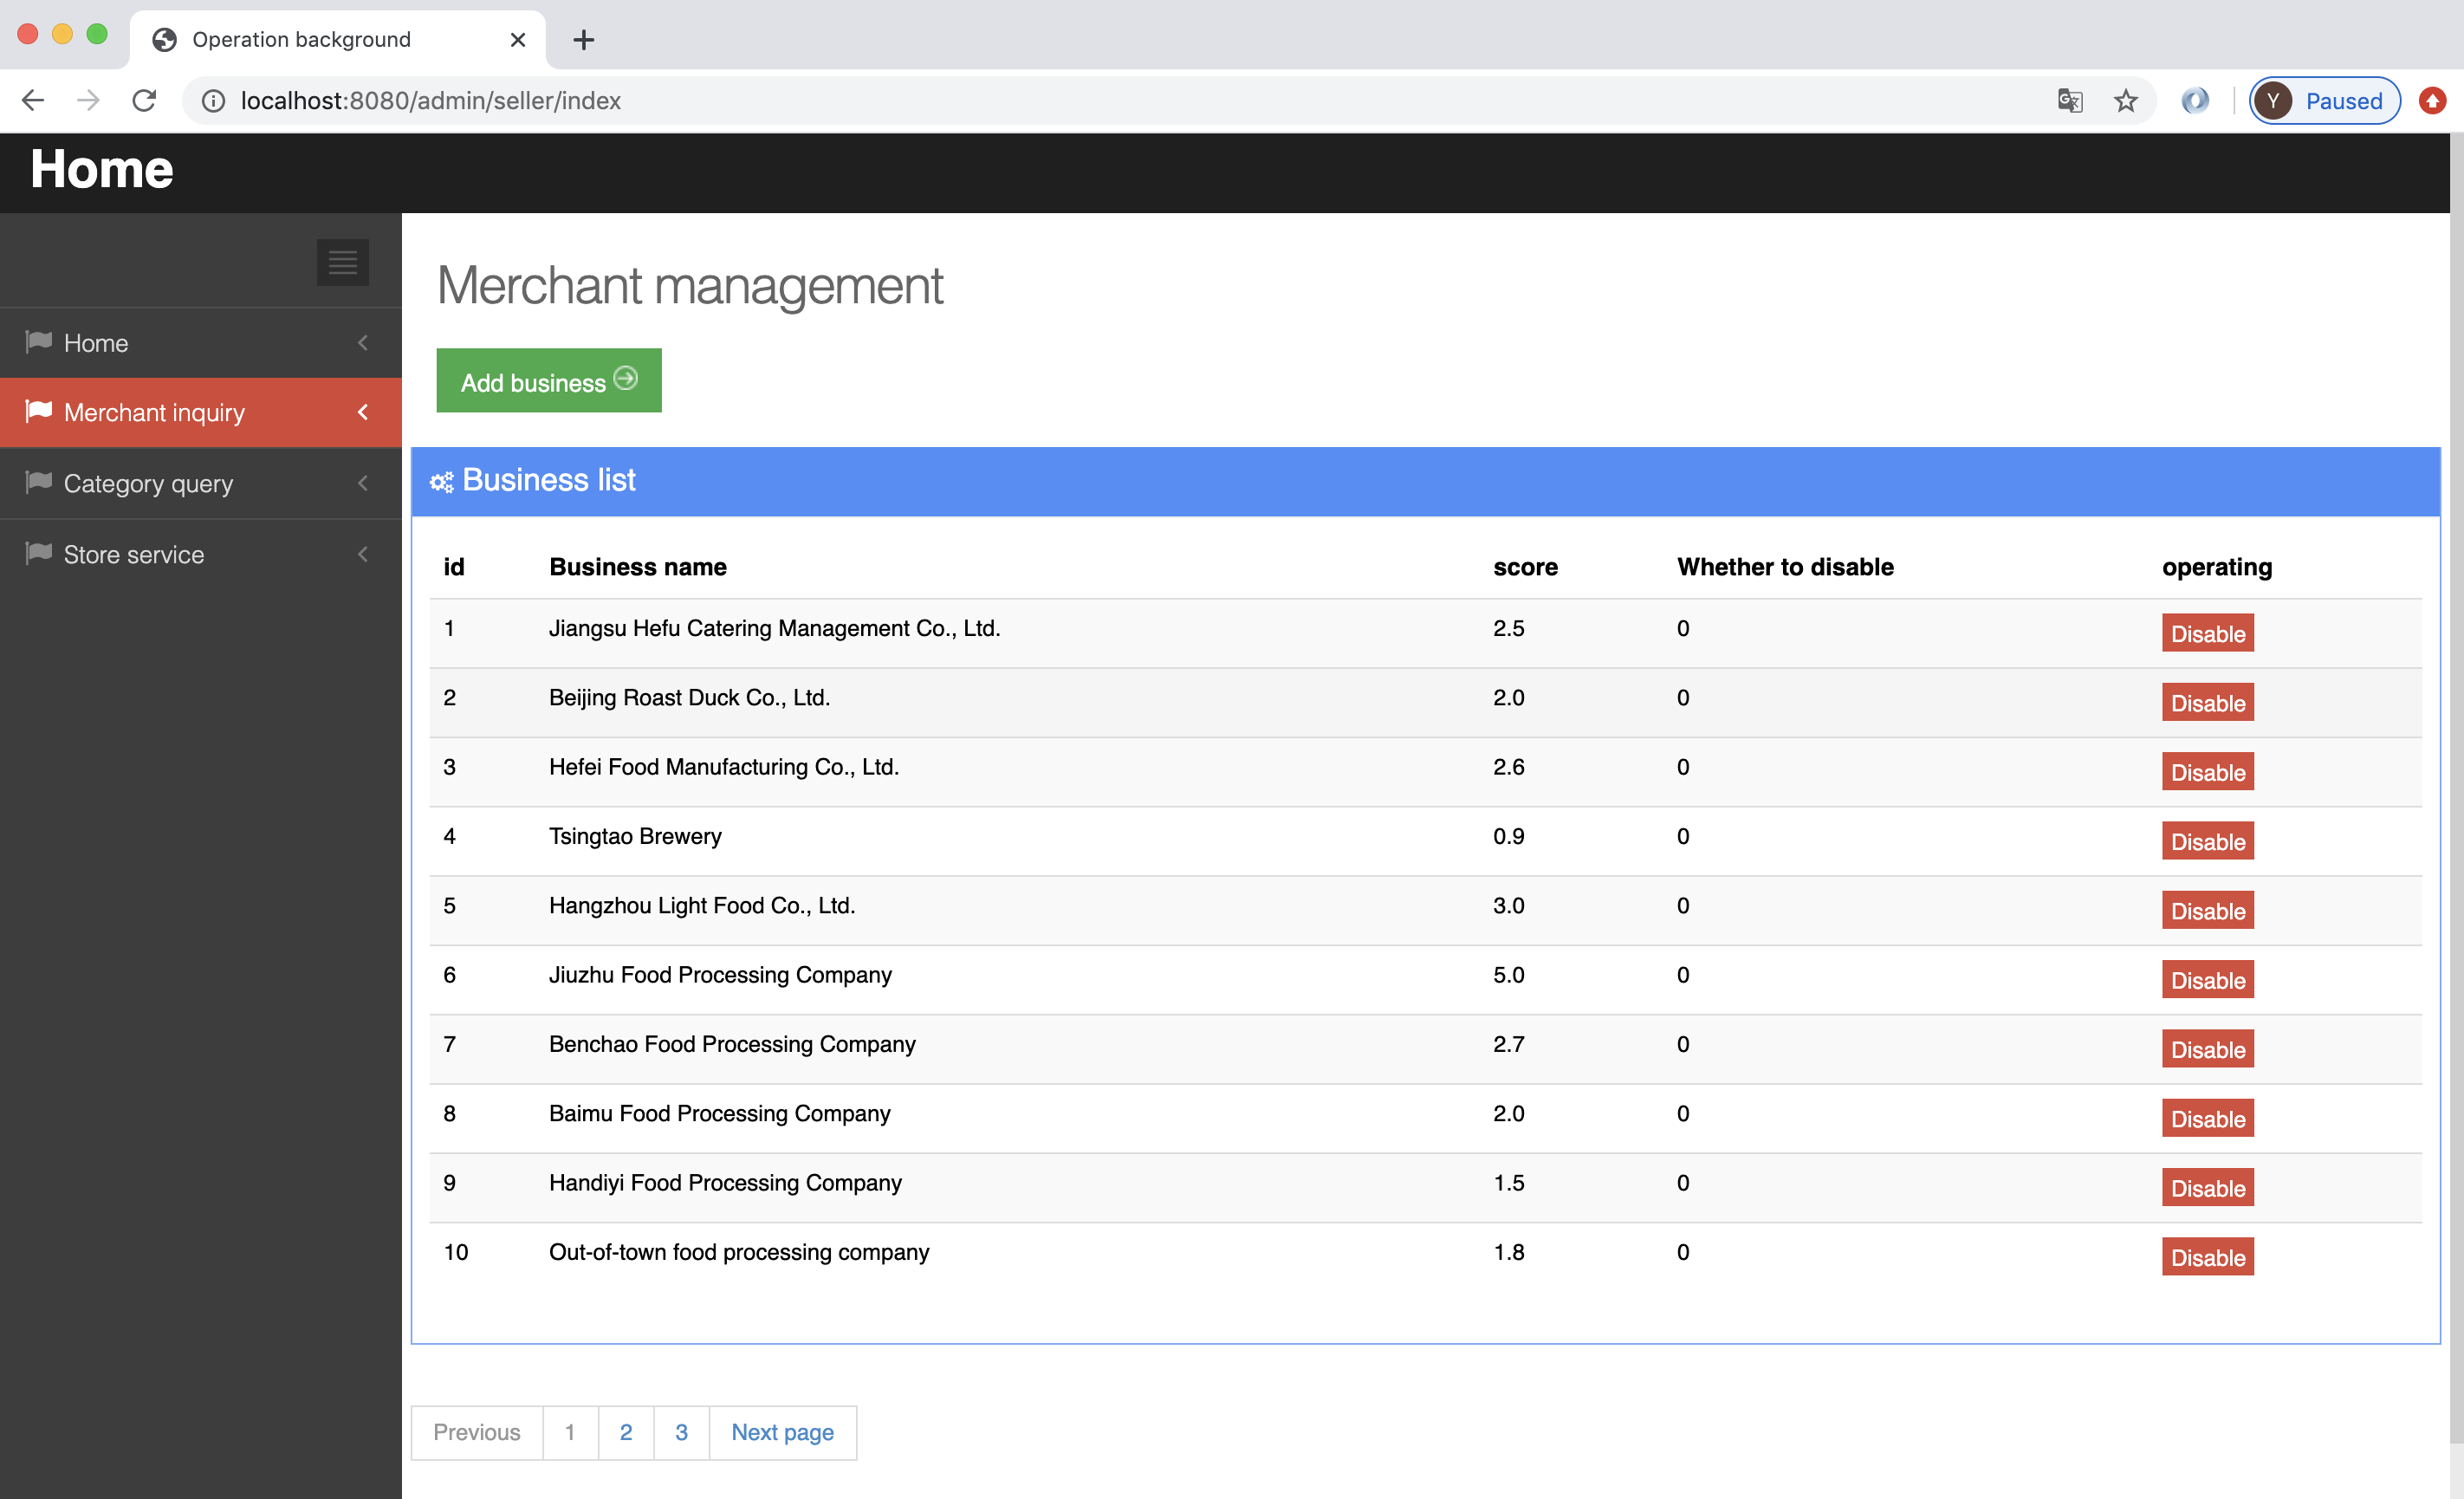 Operation background
localhost:8080/admin/seller/index
Y Paused
Home
Merchant management
Home
Add business
Merchant inquiry
Category query
Store service
Business list
id Business name score Whether to disable operating
1 Jiangsu Hefu Catering Management Co., Ltd. 2.5 0 Disable
2 Beijing Roast Duck Co., Ltd. 2.0 0 Disable
3 Hefei Food Manufacturing Co., Ltd. 2.6 0 Disable
4 Tsingtao Brewery 0.9 0 Disable
5 Hangzhou Light Food Co., Ltd. 3.0 0 Disable
6 Jiuzhu Food Processing Company 5.0 0 Disable
7 Benchao Food Processing Company 2.7 0 Disable
8 Baimu Food Processing Company 2.0 0 Disable
9 Handiyi Food Processing Company 1.5 0 Disable
10 Out-of-town food processing company 1.8 0 Disable
Previous 1 2 3 Next page